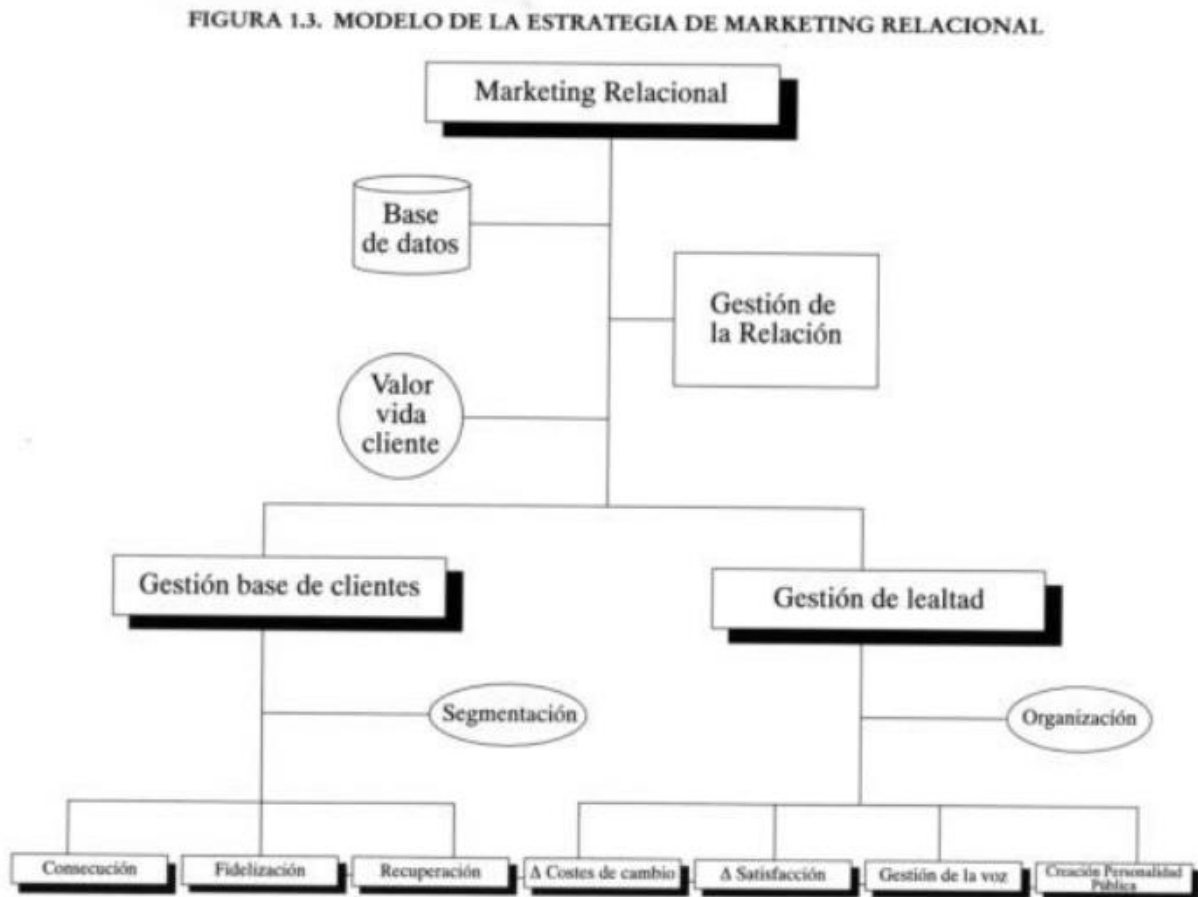 FIGURA 1.3. MODELO DE LA ESTRATEGIA DE MARKETING RELACIONAL
Marketing Relacional
Base
de datos
Gestión de
la Relación
Valor
vida
cliente
Gestión base de clientes
Gestión de lealtad
Segmentación
Organización
Consecución
Fidelización
Recuperación
Δ Costes de cambio
Δ Satisfacción
Gestión de la voz
Creación Personalidad
Pública